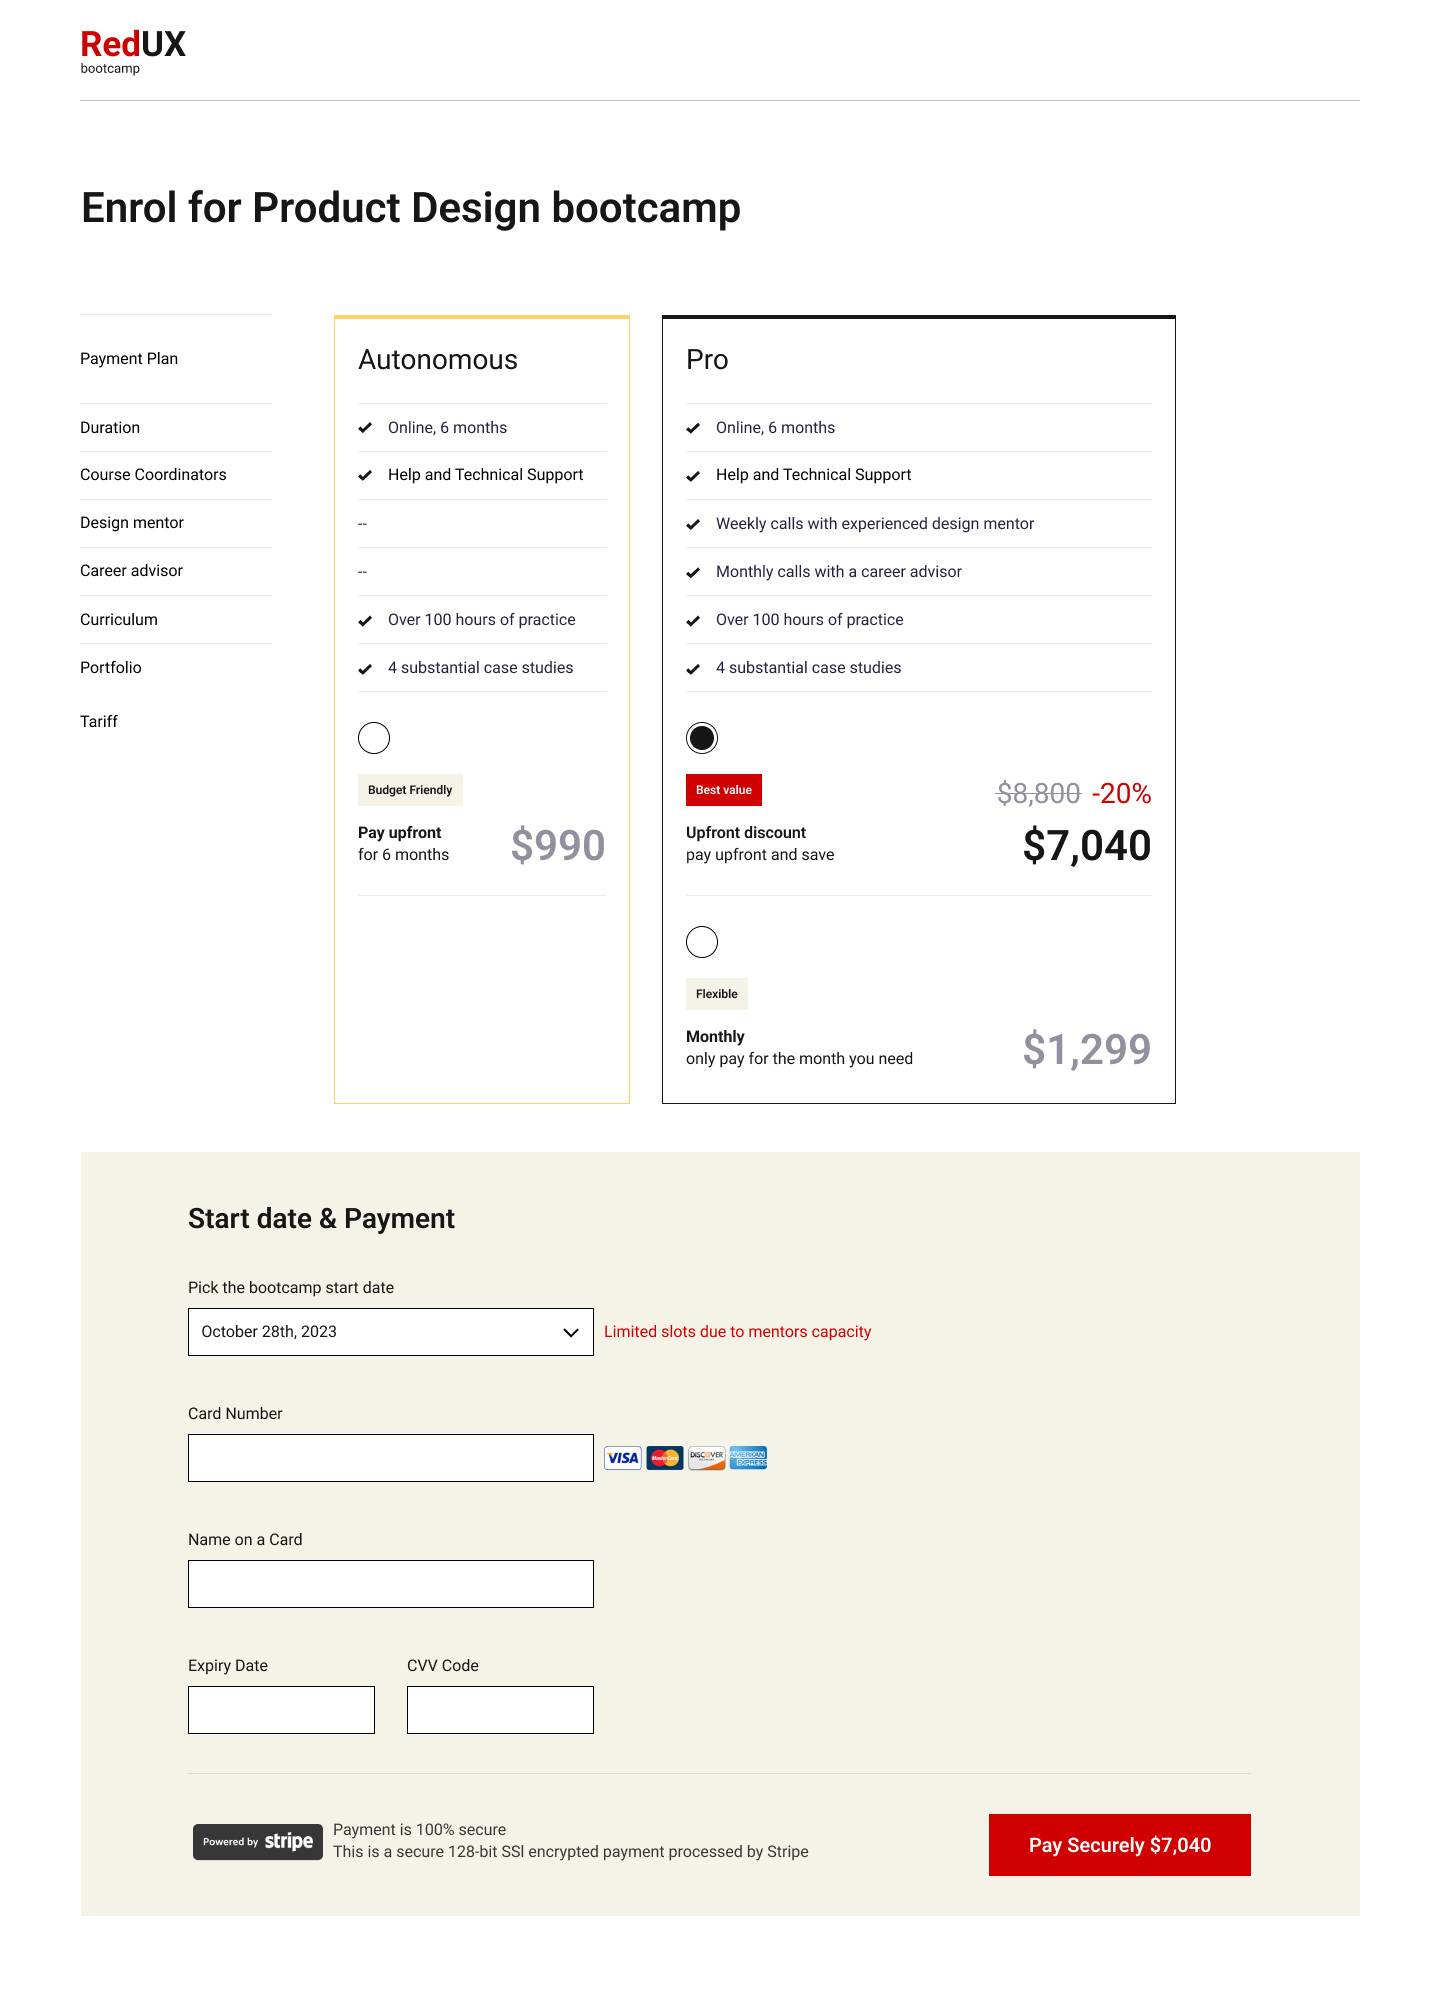 RedUX
bootcamp
Enrol for Product Design bootcamp
Payment Plan
Duration
Course Coordinators
Design mentor
Career advisor
Curriculum
Portfolio
Tariff
Autonomous
Online, 6 months
Help and Technical Support
--
--
Over 100 hours of practice
4 substantial case studies
Budget Friendly
Pay upfront
for 6 months
$990
Pro
Online, 6 months
Help and Technical Support
Weekly calls with experienced design mentor
Monthly calls with a career advisor
Over 100 hours of practice
4 substantial case studies
Best value
$8,800 -20%
Upfront discount
pay upfront and save
$7,040
Flexible
Monthly
only pay for the month you need
$1,299
Start date & Payment
Pick the bootcamp start date
October 28th, 2023
Limited slots due to mentors capacity
Card Number
VISA
MasterCard
DISCOVER
NETWORK
AMERICAN
EXPRESS
Name on a Card
Expiry Date
CVV Code
Powered by stripe
Payment is 100% secure
This is a secure 128-bit SSl encrypted payment processed by Stripe
Pay Securely $7,040